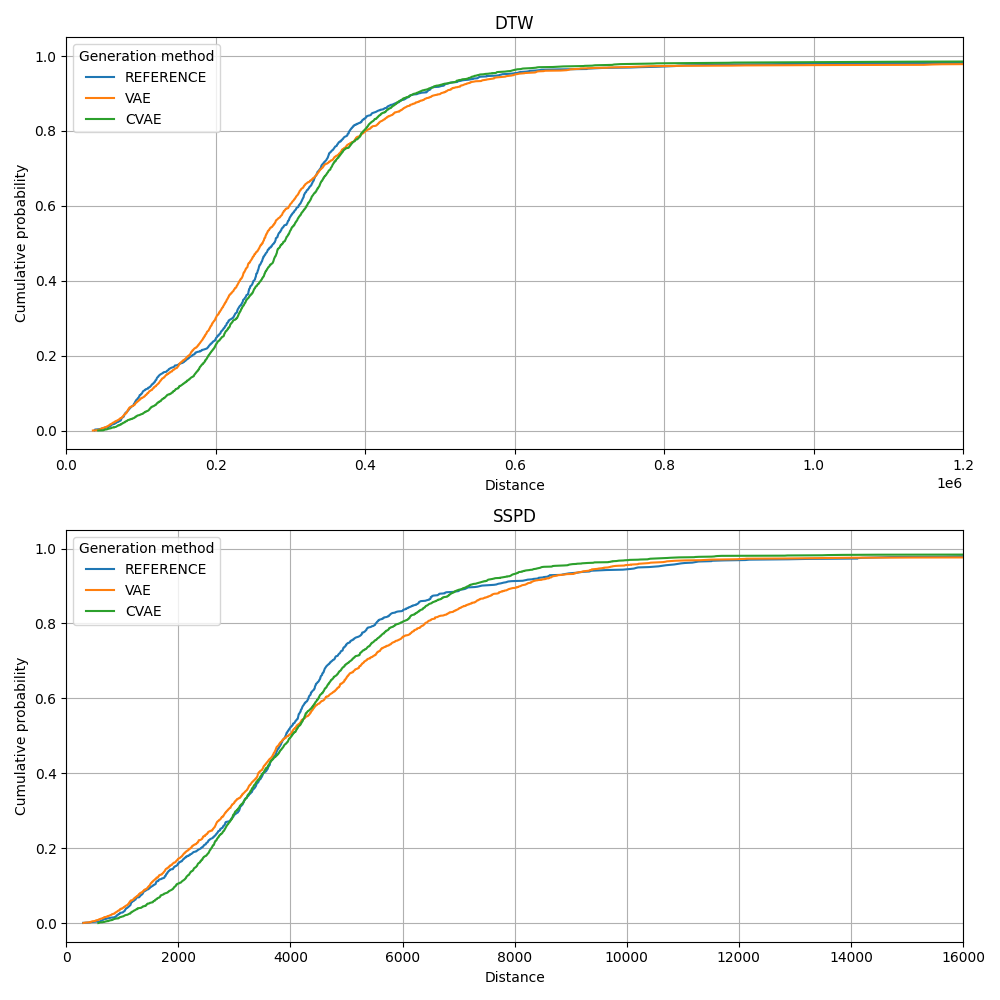 DTW
Cumulative probability
1.0
0.8
0.6
0.4
0.2
0.0
Generation method
REFERENCE
VAE
CVAE
0.0 0.2 0.4 0.6 0.8 1.0 1.2
1e6
Distance
SSPD
Cumulative probability
1.0
0.8
0.6
0.4
0.2
0.0
Generation method
REFERENCE
VAE
CVAE
0 2000 4000 6000 8000 10000 12000 14000 16000
Distance